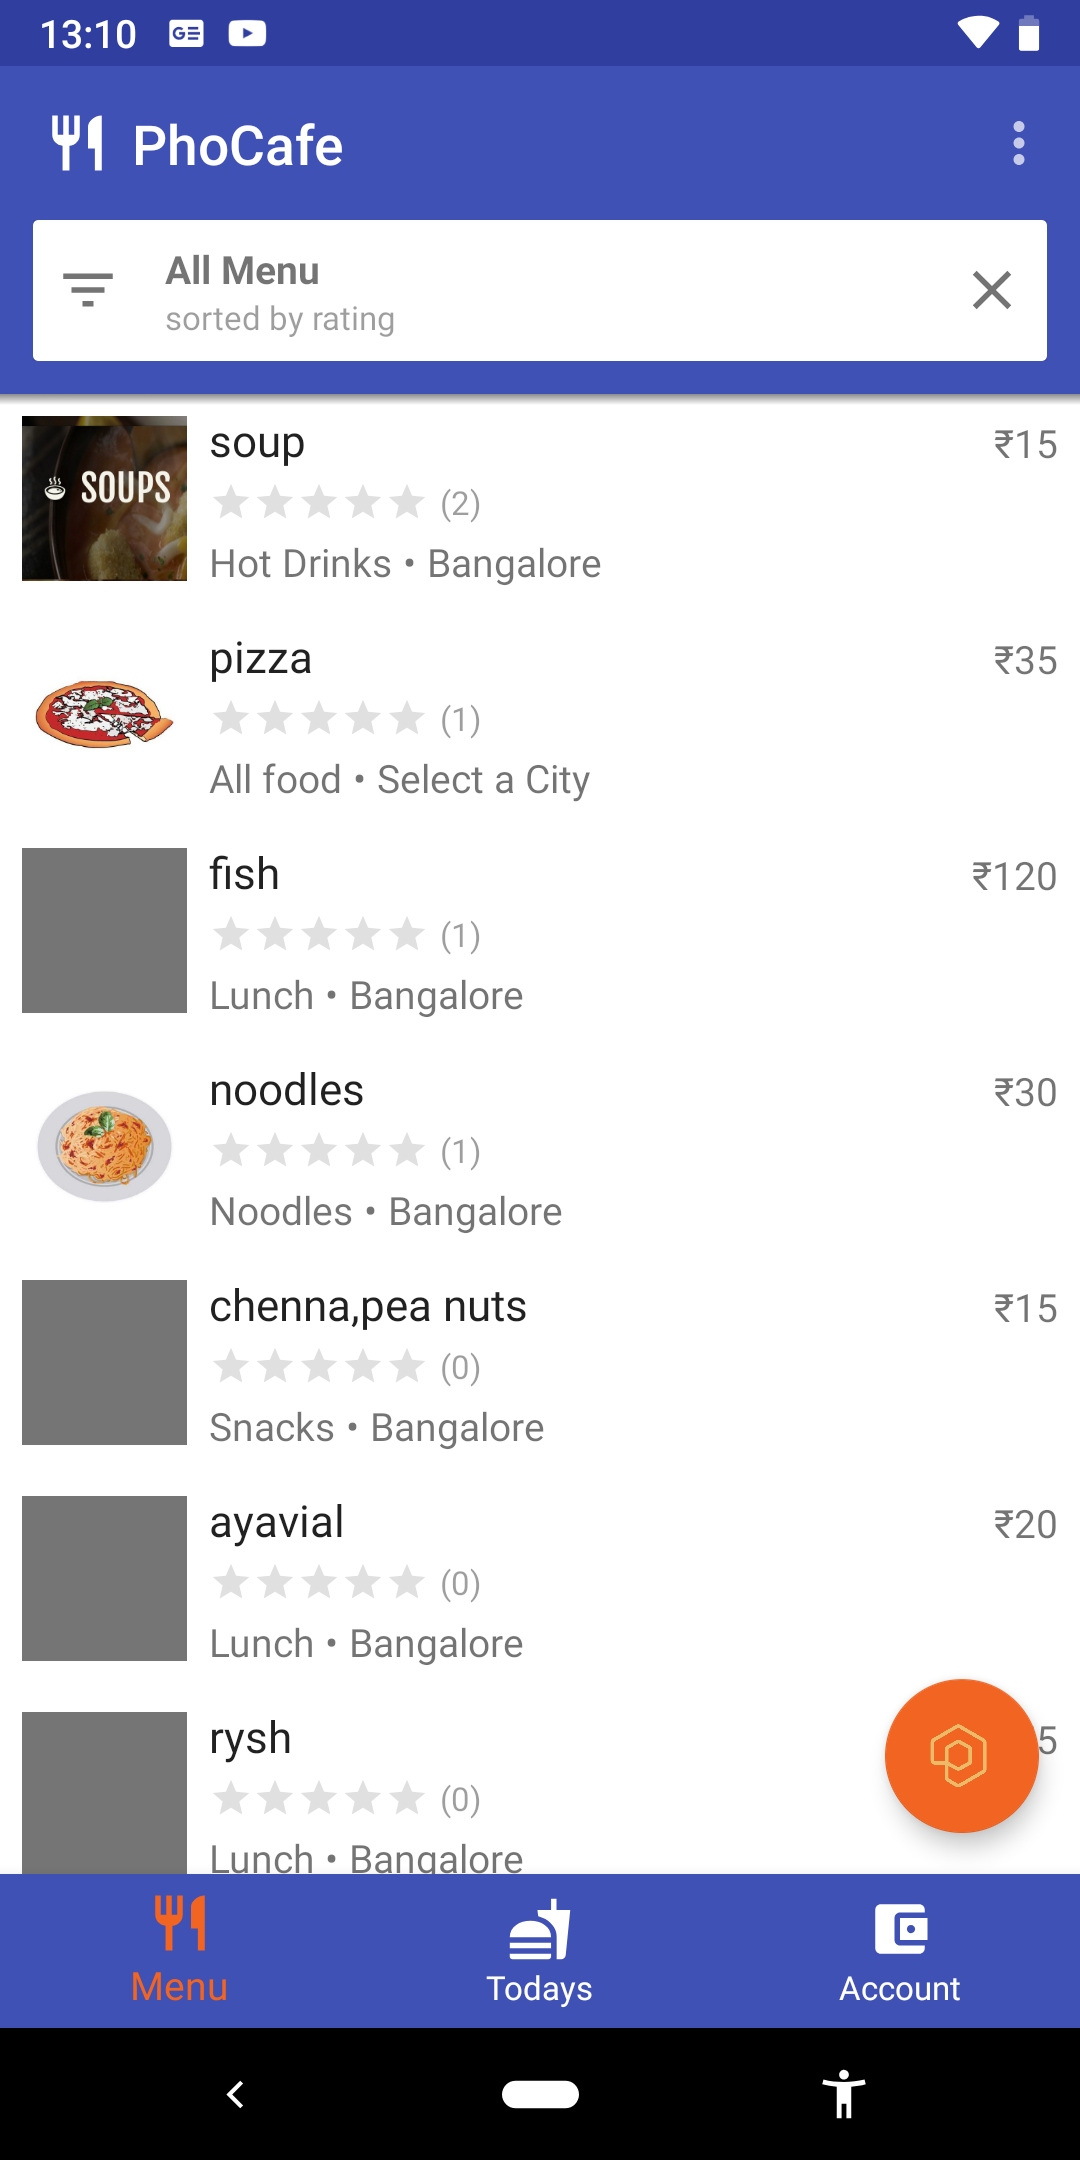 13:10
PhoCafe
All Menu
sorted by rating
SOUPS
soup
₹15
(2)
Hot Drinks • Bangalore
pizza
₹35
(1)
All food • Select a City
fish
₹120
(1)
Lunch • Bangalore
noodles
₹30
(1)
Noodles • Bangalore
chenna,pea nuts
₹15
(0)
Snacks • Bangalore
ayavial
₹20
(0)
Lunch • Bangalore
rysh
5
(0)
Lunch • Bangalore
Menu
Todays
Account